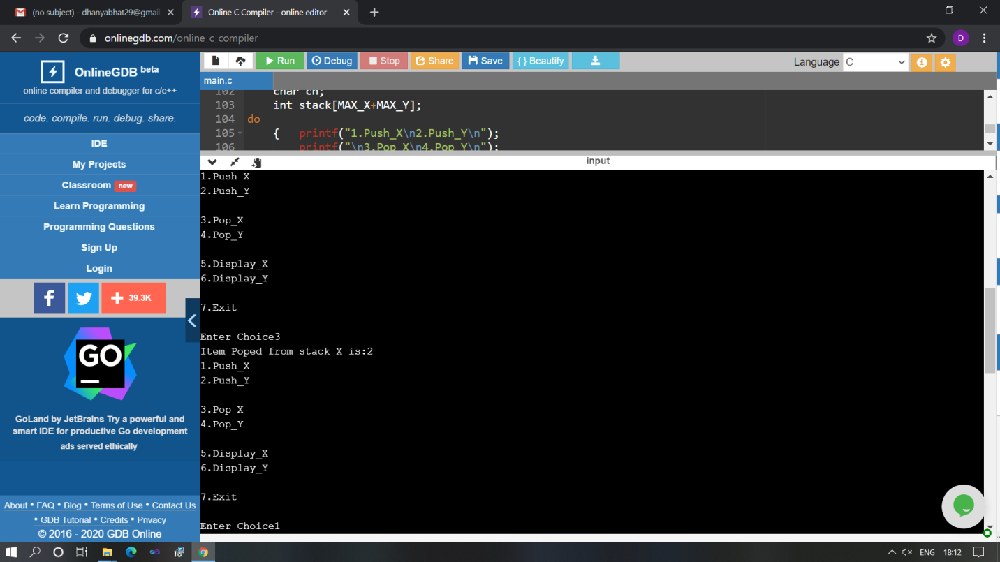 (no subject) - dhanyabhat29@gmail
Online C Compiler - online editor
onlinegdb.com/online_c_compiler
D
OnlineGDB beta
online compiler and debugger for c/c++
code. compile. run. debug. share.
IDE
My Projects
Classroom new
Learn Programming
Programming Questions
Sign Up
Login
39.3K
GO
GoLand by JetBrains Try a powerful and
smart IDE for productive Go development
ads served ethically
About • FAQ • Blog • Terms of Use • Contact Us
• GDB Tutorial • Credits • Privacy
© 2016 - 2020 GDB Online
Run Debug Stop Share Save { } Beautify
Language C
main.c
102 char ch;
103 int stack[MAX_X+MAX_Y];
104 do
105 { printf("1.Push_X\n2.Push_Y\n");
106 printf("\n3.Pop_X\n4.Pop_Y\n");
input
1.Push_X
2.Push_Y
3.Pop_X
4.Pop_Y
5.Display_X
6.Display_Y
7.Exit
Enter Choice3
Item Poped from stack X is:2
1.Push_X
2.Push_Y
3.Pop_X
4.Pop_Y
5.Display_X
6.Display_Y
7.Exit
Enter Choice1
ENG 18:12